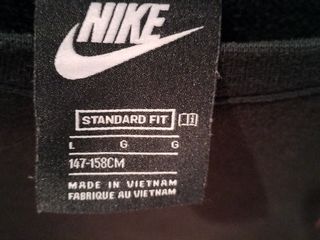 NIKE
STANDARD FIT
L G G
147-158CM
MADE IN VIETNAM
FABRIQUE AU VIETNAM